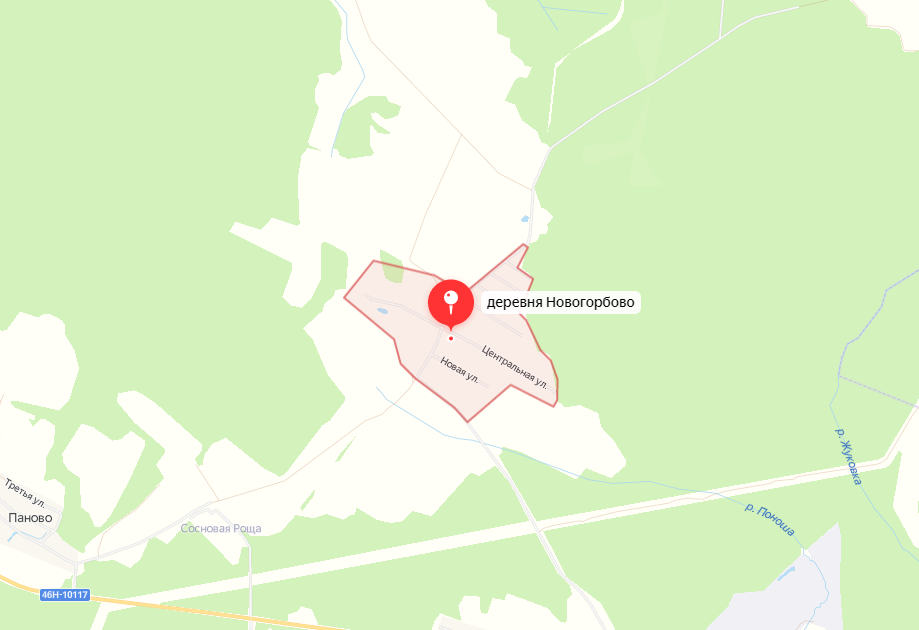 деревня Новогорбово
Центральная ул.
Новая ул.
р. Жуковка
Третья ул.
Паново
Сосновая Роща
р. Поноша
46Н-10117